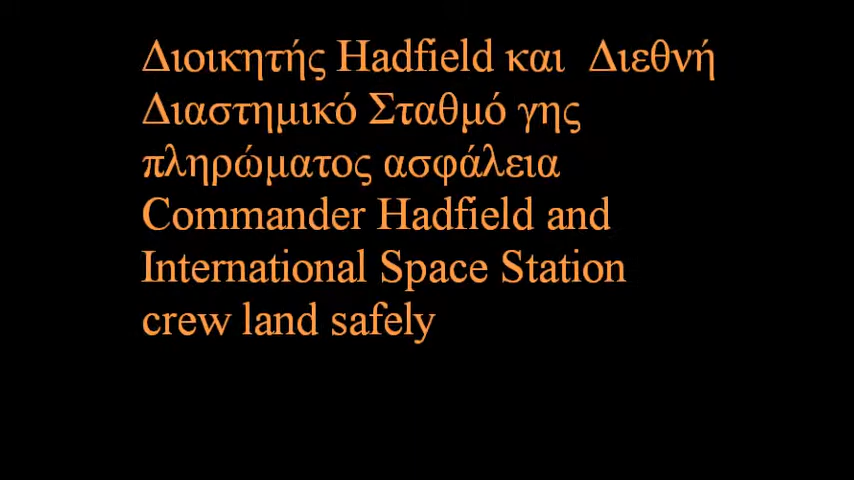 Διοικητής Hadfield και  Διεθνή
Διαστημικό Σταθμό γης
πληρώματος ασφάλεια
Commander Hadfield and
International Space Station
crew land safely